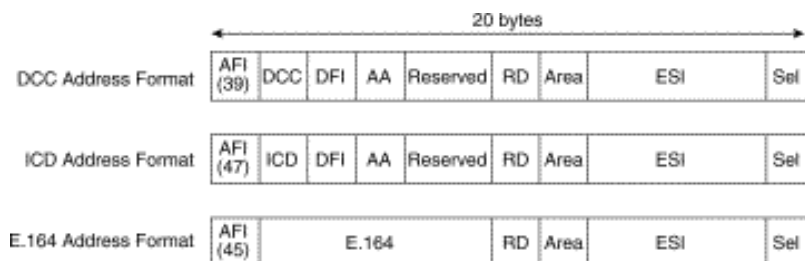 20 bytes
DCC Address Format AFI (39) DCC DFI AA Reserved RD Area ESI Sel
ICD Address Format AFI (47) ICD DFI AA Reserved RD Area ESI Sel
E.164 Address Format AFI (45) E.164 RD Area ESI Sel